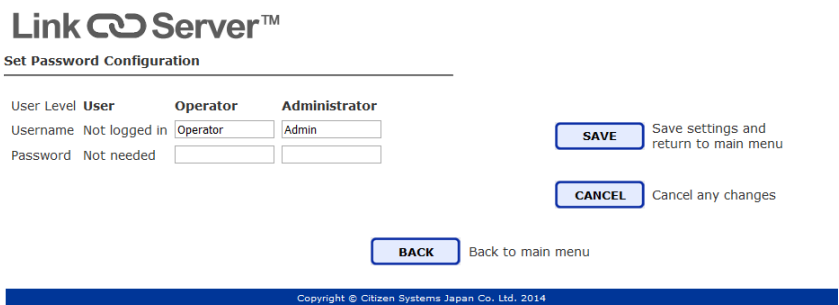 Link Server™
Set Password Configuration
User Level User Operator Administrator
Username Not logged in Operator Admin
Password Not needed
SAVE Save settings and
return to main menu
CANCEL Cancel any changes
BACK Back to main menu
Copyright © Citizen Systems Japan Co. Ltd. 2014